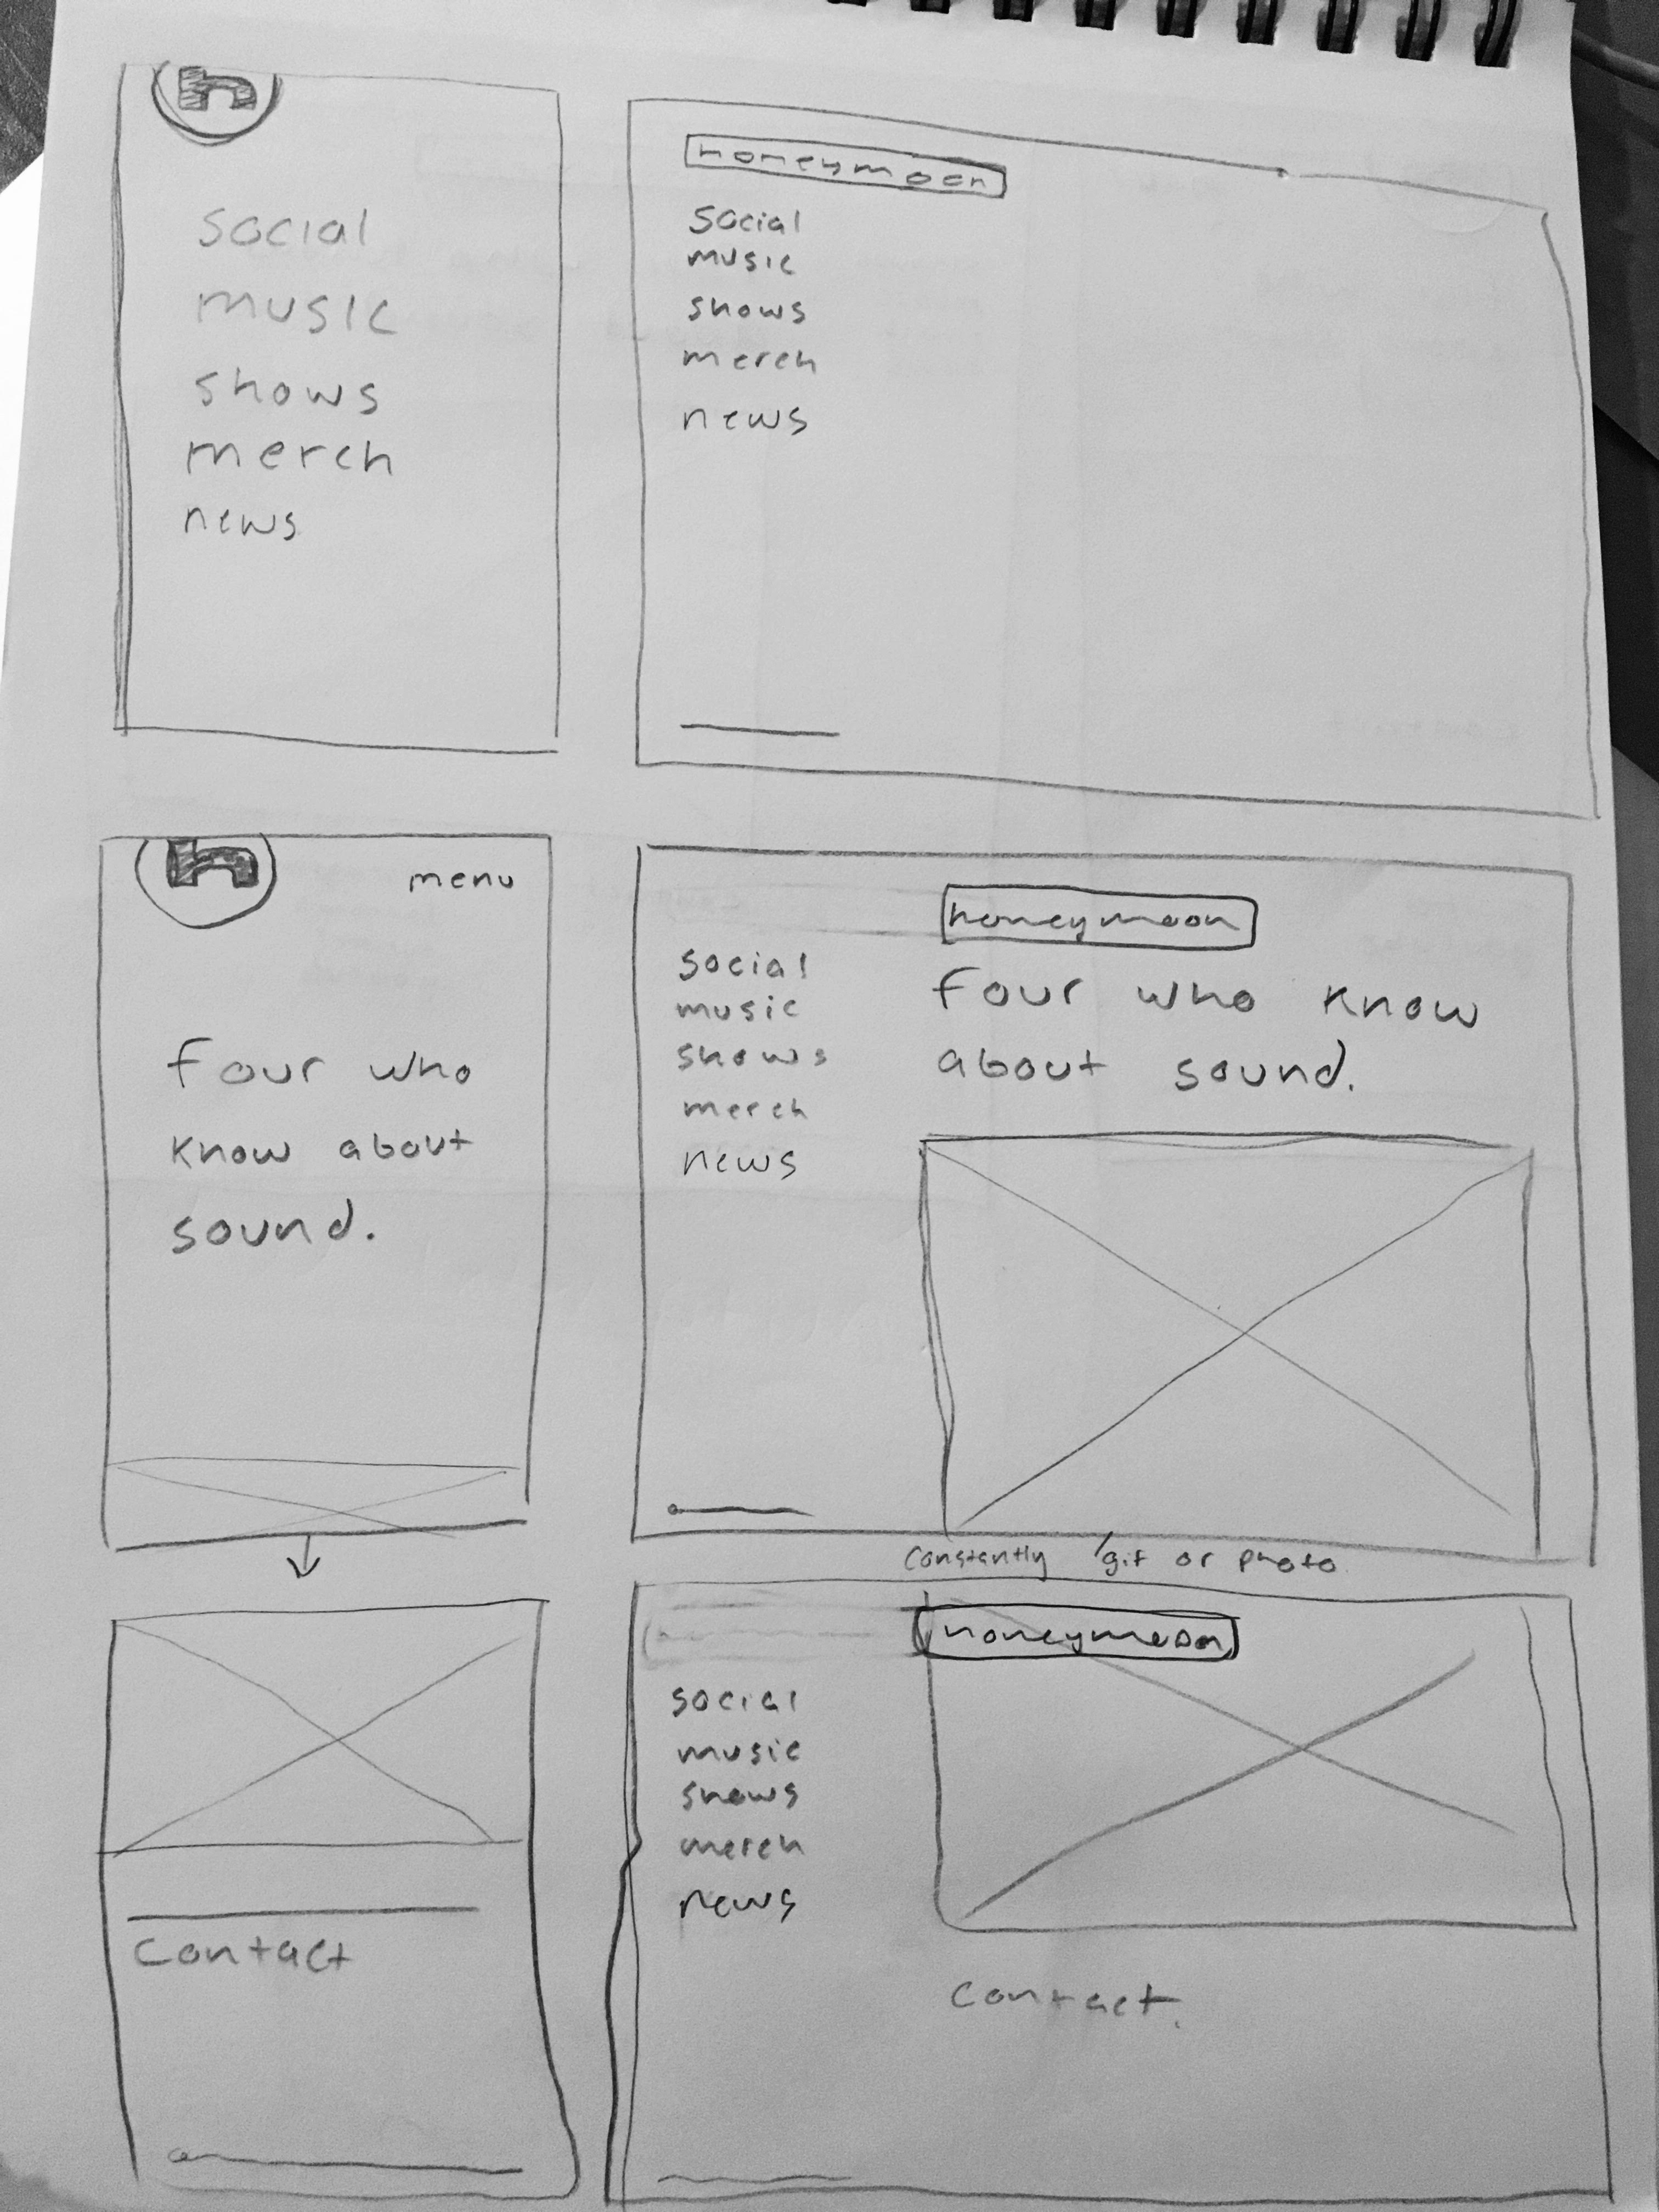 h
social
music
shows
merch
news
honeymoon
social
music
shows
merch
news
h
menu
four who
know about
sound.
honeymoon
four who know
about sound.
social
music
shows
merch
news
constantly / gif or photo
contact
honeymoon
social
music
shows
merch
news
contact.